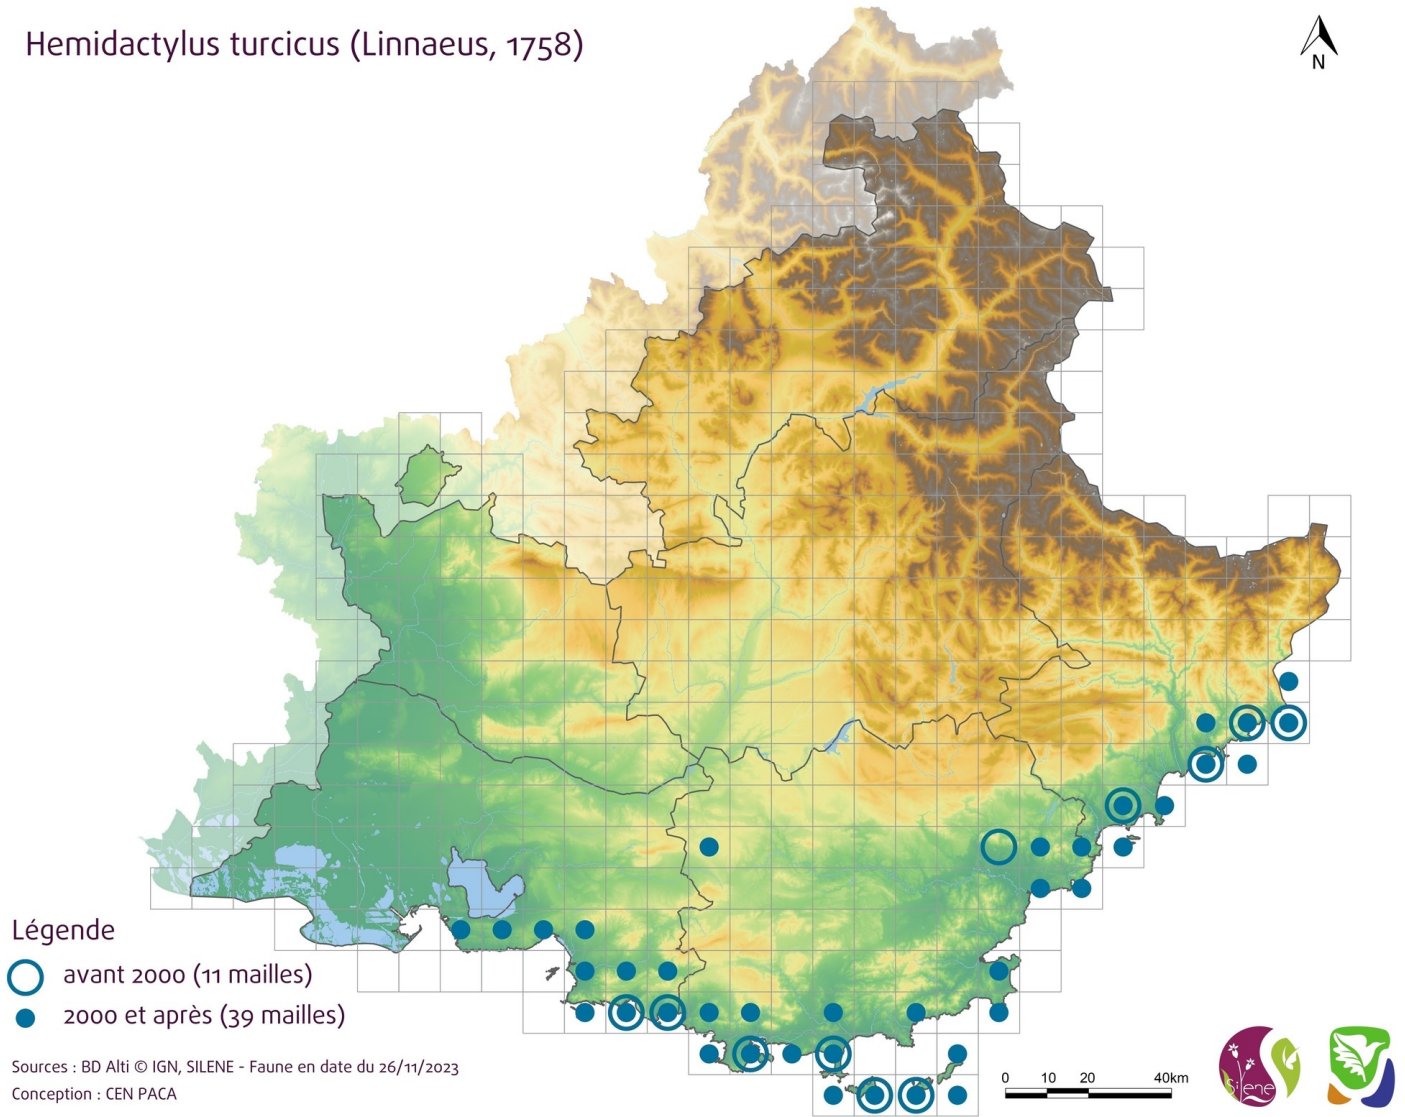 Hemidactylus turcicus (Linnaeus, 1758)
N
Légende
avant 2000 (11 mailles)
2000 et après (39 mailles)
Sources : BD Alti © IGN, SILENE - Faune en date du 26/11/2023
Conception : CEN PACA
0 10 20 40km
Silene